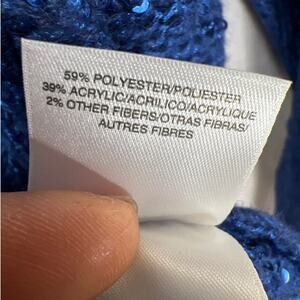 59% POLYESTER/POLIESTER
39% ACRYLIC/ACRILICO/ACRYLIQUE
2% OTHER FIBERS/OTRAS FIBRAS/
AUTRES FIBRES